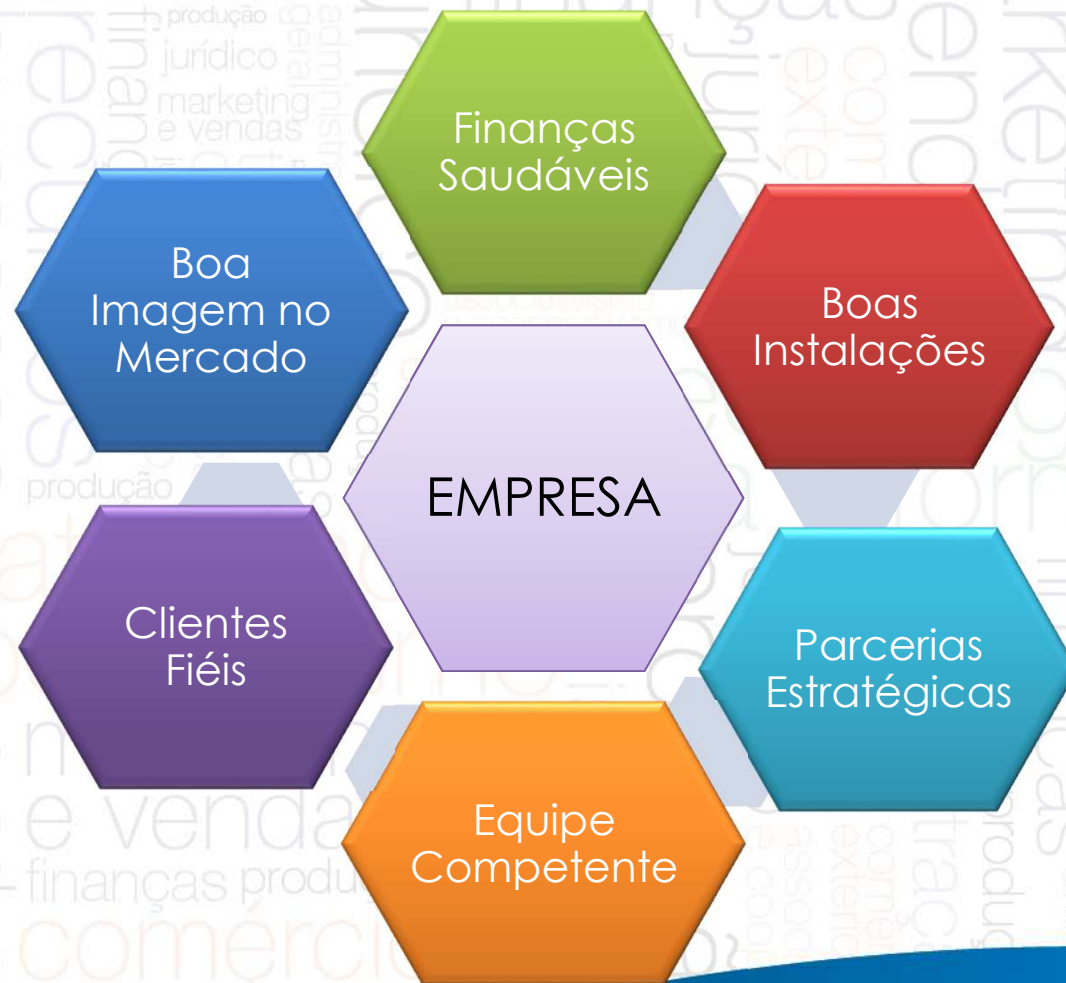 Finanças
Saudáveis
Boa
Imagem no
Mercado
Boas
Instalações
EMPRESA
Clientes
Fiéis
Parcerias
Estratégicas
Equipe
Competente
produção
jurídico
marketing
e vendas
produção
e venda
finanças produ
comérci